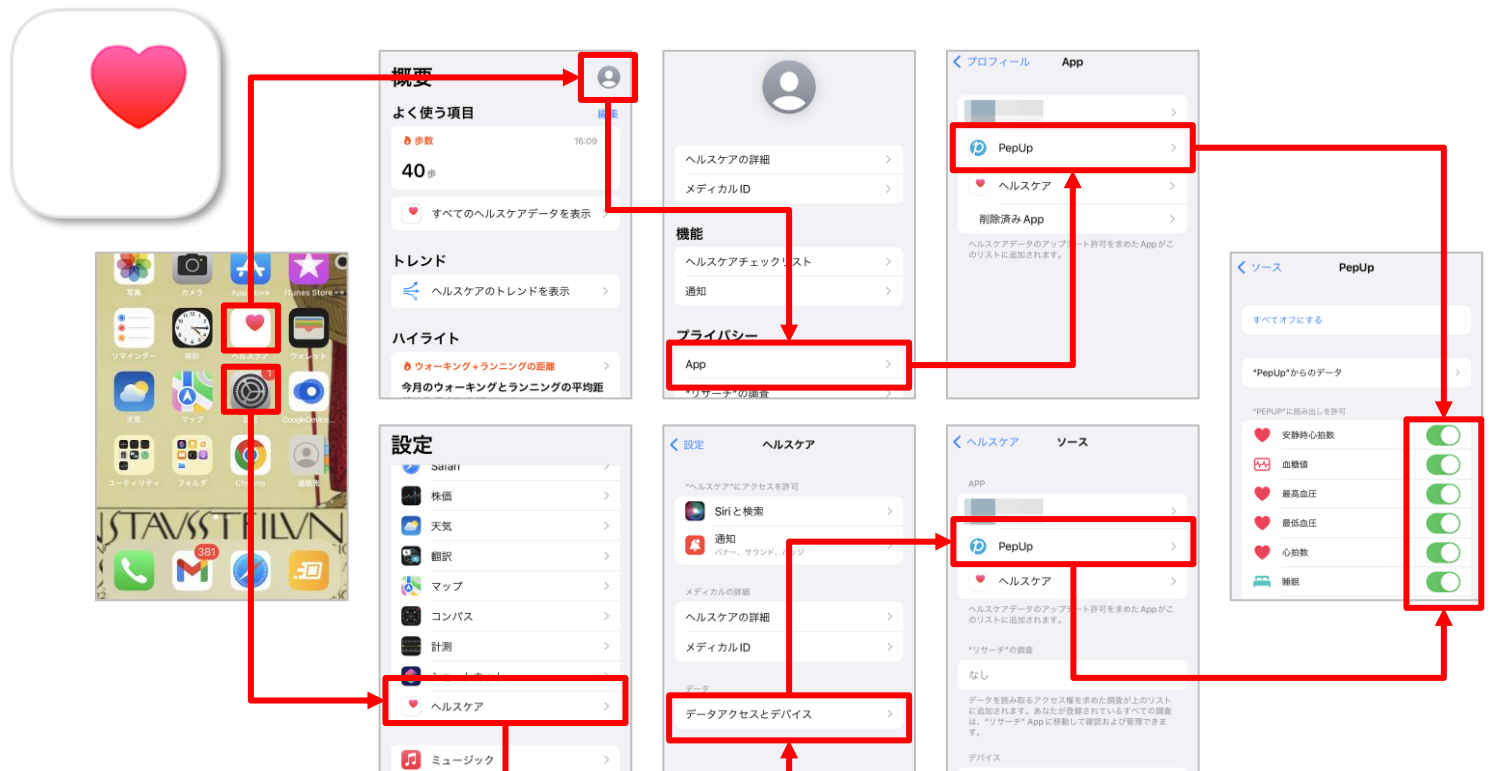 写真
カメラ
App Store
iTunes Store
リマインダー
時計
ヘルスケア
ウォレット
天気
マップ
設定
1
GoogleDevice...
ユーティリティ
フォルダ
Chrome
連絡先
381
概要
よく使う項目
編集
歩数
16:09
40歩
すべてのヘルスケアデータを表示
トレンド
ヘルスケアのトレンドを表示
ハイライト
ウォーキング+ランニングの距離
今月のウォーキングとランニングの平均距
ヘルスケアの詳細
メディカルID
機能
ヘルスケアチェックリスト
通知
プライバシー
App
"リサーチ"の調査
プロフィール
App
PepUp
ヘルスケア
削除済み App
ヘルスケアデータのアップデート許可を求めた App がこ
のリストに追加されます。
設定
Safari
株価
天気
翻訳
マップ
コンパス
計測
ショートカット
ヘルスケア
ミュージック
設定
ヘルスケア
"ヘルスケア"にアクセスを許可
Siri と検索
通知
バナー、サウンド、バッジ
メディカルの詳細
ヘルスケアの詳細
メディカルID
データ
データアクセスとデバイス
ヘルスケア
ソース
APP
PepUp
ヘルスケア
ヘルスケアデータのアップデート許可を求めた App がこ
のリストに追加されます。
"リサーチ"の調査
なし
データを読み取るアクセス権を求めた調査が上のリスト
に追加されます。あなたが登録されているすべての調査
は、"リサーチ" App に移動して確認および管理できま
す。
デバイス
ソース
PepUp
すべてオフにする
"PepUp"からのデータ
"PEPUP"に読み出しを許可
安静時心拍数
血糖値
最高血圧
最低血圧
心拍数
睡眠